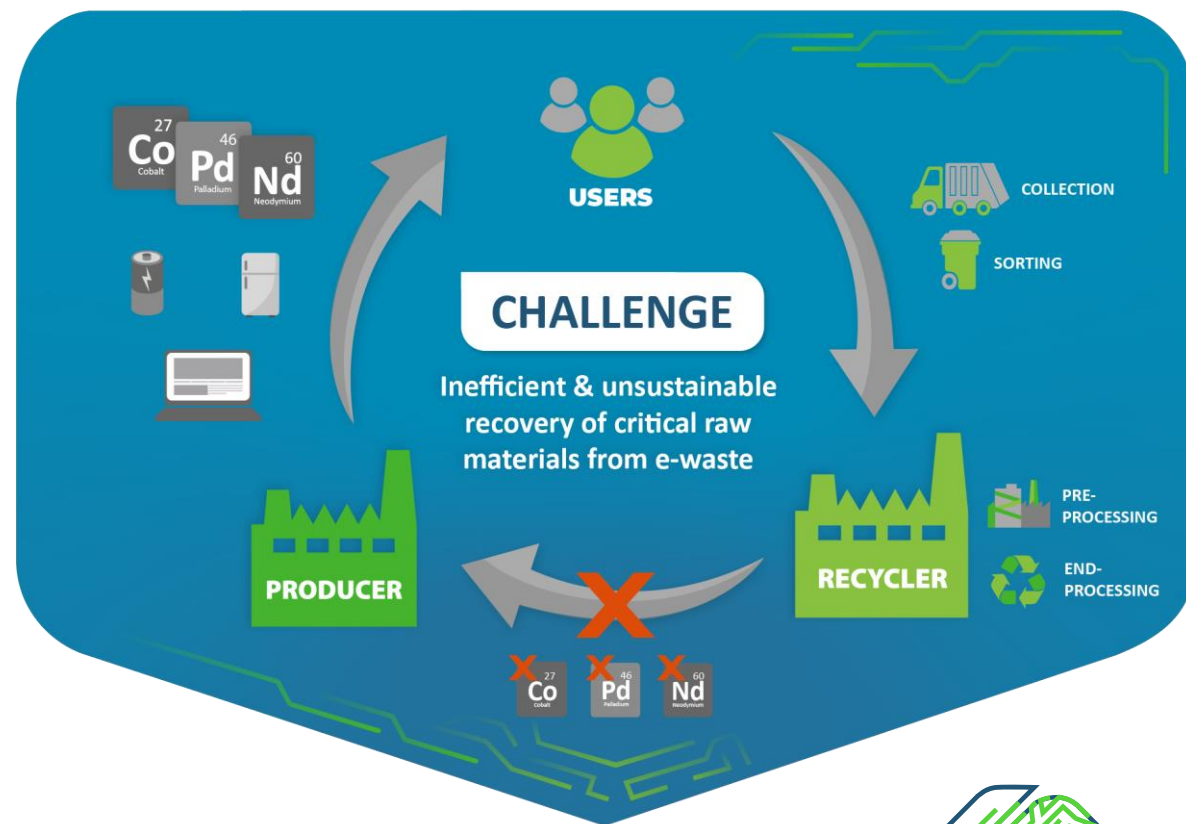 27
Co
Cobalt
46
Pd
Palladium
60
Nd
Neodymium
USERS
COLLECTION
SORTING
CHALLENGE
Inefficient & unsustainable
recovery of critical raw
materials from e-waste
PRODUCER
RECYCLER
PRE-
PROCESSING
END-
PROCESSING
X
X
27
Co
Cobalt
X
46
Pd
Palladium
X
60
Nd
Neodymium